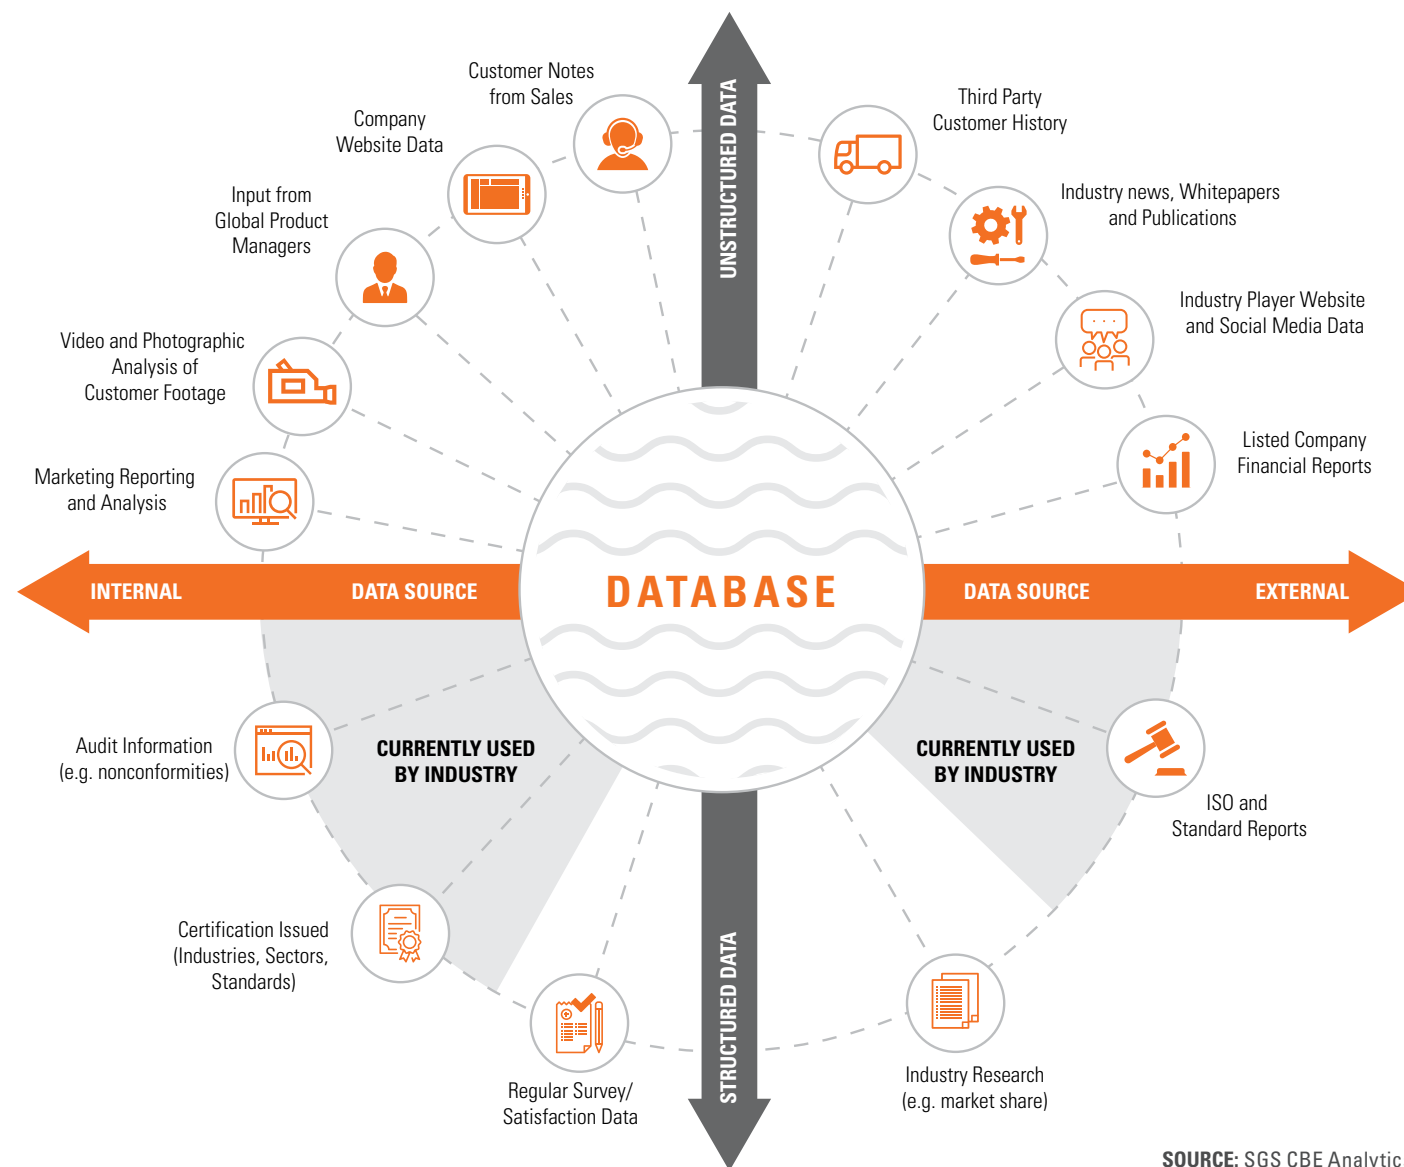 Customer Notes
from Sales
Company
Website Data
Input from
Global Product
Managers
Video and Photographic
Analysis of
Customer Footage
Marketing Reporting
and Analysis
UNSTRUCTURED DATA
Third Party
Customer History
Industry news, Whitepapers
and Publications
Industry Player Website
and Social Media Data
Listed Company
Financial Reports
INTERNAL
DATA SOURCE
DATABASE
DATA SOURCE
EXTERNAL
CURRENTLY USED
BY INDUSTRY
CURRENTLY USED
BY INDUSTRY
Audit Information
(e.g. nonconformities)
ISO and
Standard Reports
Certification Issued
(Industries, Sectors,
Standards)
STRUCTURED DATA
Regular Survey/
Satisfaction Data
Industry Research
(e.g. market share)
SOURCE: SGS CBE Analytic